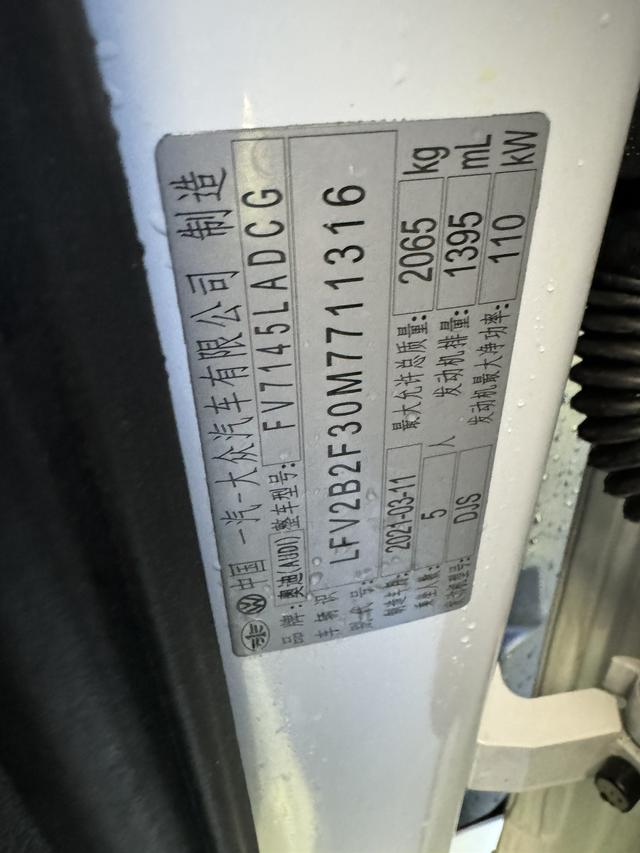 中国 一汽-大众汽车有限公司 制造
品牌:奥迪(AUDI) 整车型号: FV7145LADCG
车辆识别代号: LFV2B2F30M7711316
制造年月: 2021-03-11 最大允许总质量: 2065 kg
乘坐人数: 5 人 发动机排量: 1395 mL
发动机型号: DJS 发动机最大净功率: 110 kW